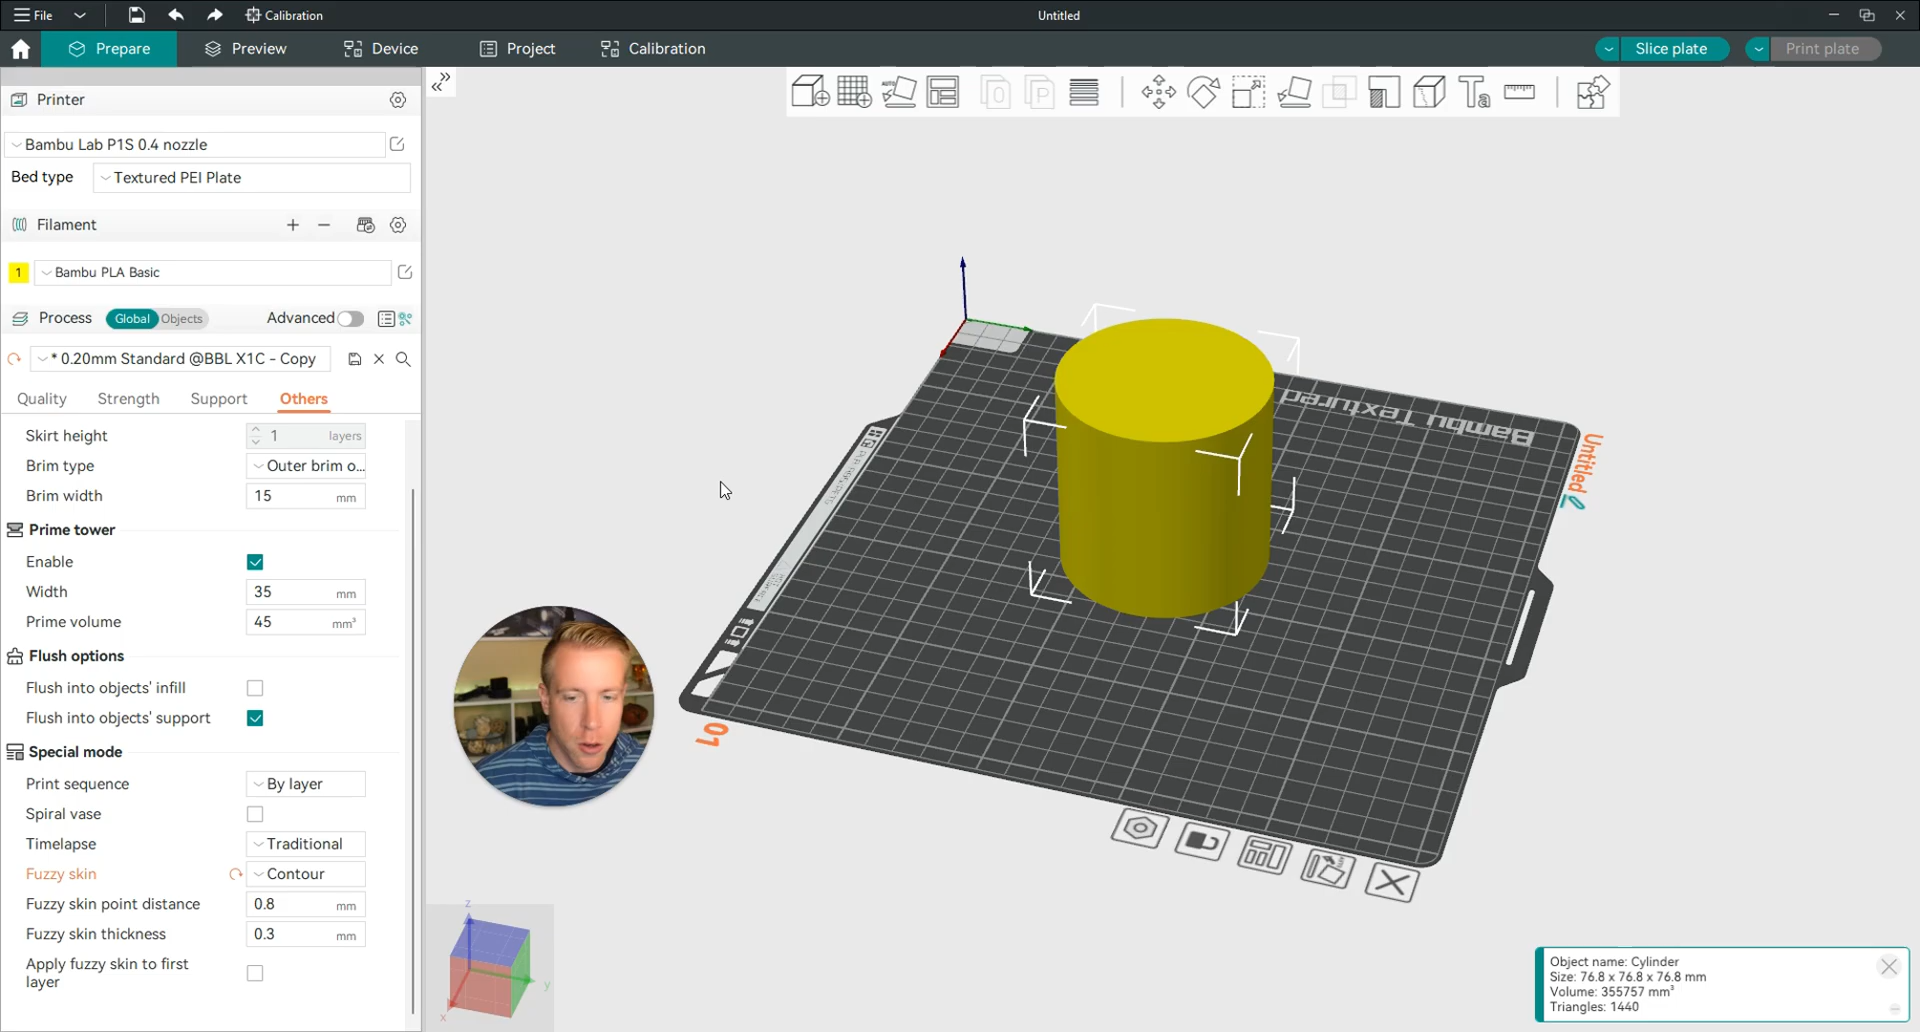 File
Calibration
Untitled
Prepare
Preview
Device
Project
Calibration
Slice plate
Print plate
Printer
Bambu Lab P1S 0.4 nozzle
Bed type
Textured PEI Plate
Filament
1
Bambu PLA Basic
Process
Global
Objects
Advanced
* 0.20mm Standard @BBL X1C - Copy
Quality
Strength
Support
Others
Skirt height
1 layers
Brim type
Outer brim o...
Brim width
15 mm
Prime tower
Enable
Width
35 mm
Prime volume
45 mm³
Flush options
Flush into objects' infill
Flush into objects' support
Special mode
Print sequence
By layer
Spiral vase
Timelapse
Traditional
Fuzzy skin
Contour
Fuzzy skin point distance
0.8 mm
Fuzzy skin thickness
0.3 mm
Apply fuzzy skin to first
layer
AUTO
0
P
Ta
Bambu Textured
Untitled
01
z
y
x
Object name: Cylinder
Size: 76.8 x 76.8 x 76.8 mm
Volume: 355757 mm³
Triangles: 1440